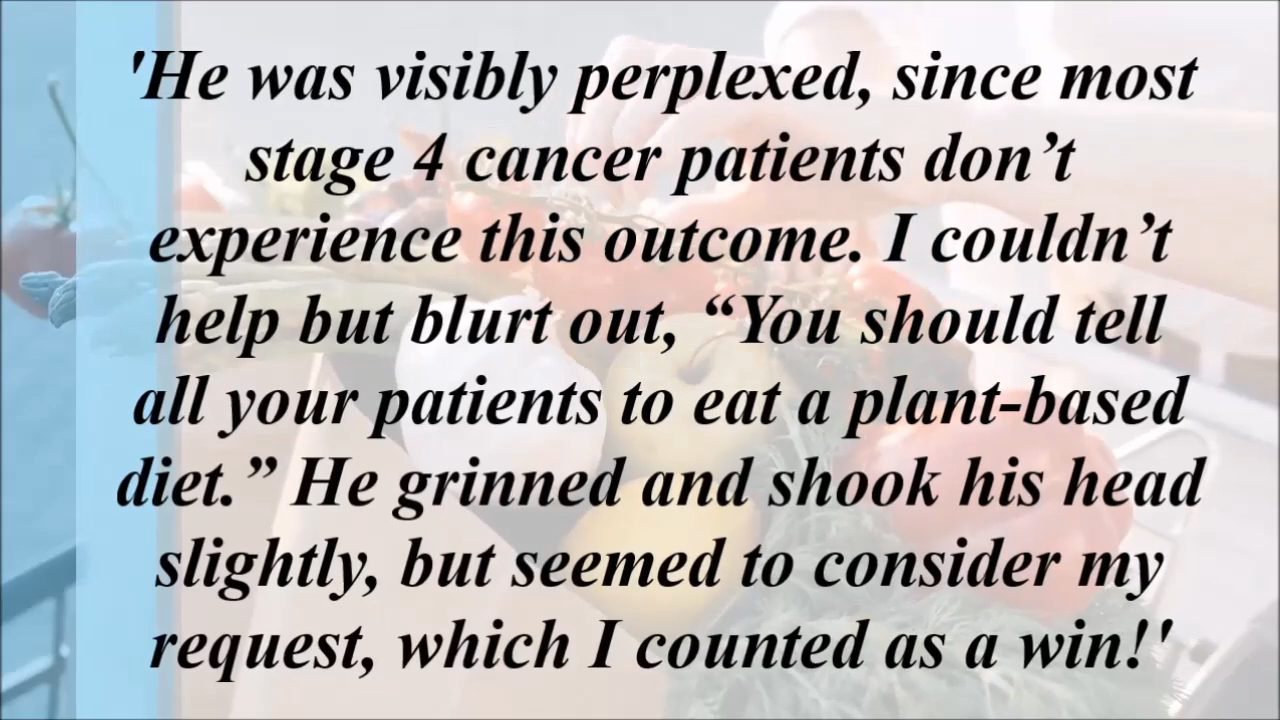 'He was visibly perplexed, since most
stage 4 cancer patients don’t
experience this outcome. I couldn’t
help but blurt out, “You should tell
all your patients to eat a plant-based
diet.” He grinned and shook his head
slightly, but seemed to consider my
request, which I counted as a win!'